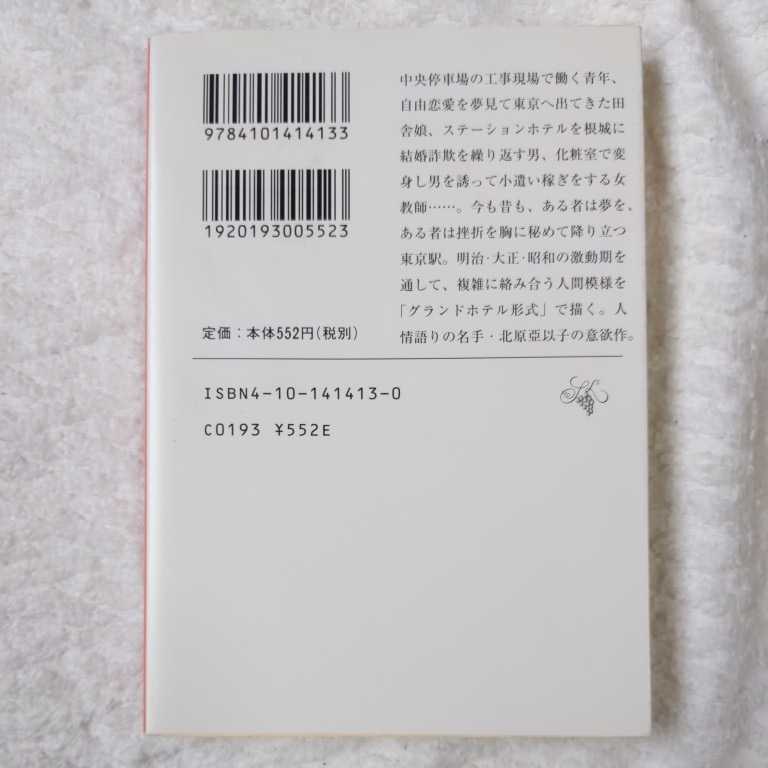 9784101414133
1920193005523
定価：本体552円(税別)
中央停車場の工事現場で働く青年、
自由恋愛を夢見て東京へ出てきた田
舎娘、ステーションホテルを根城に
結婚詐欺を繰り返す男、化粧室で変
身し男を誘って小遣い稼ぎをする女
教師……。今も昔も、ある者は夢を、
ある者は挫折を胸に秘めて降り立つ
東京駅。明治・大正・昭和の激動期を
通して、複雑に絡み合う人間模様を
「グランドホテル形式」で描く。人
情語りの名手・北原亞以子の意欲作。
ISBN4-10-141413-0
C0193 ¥552E